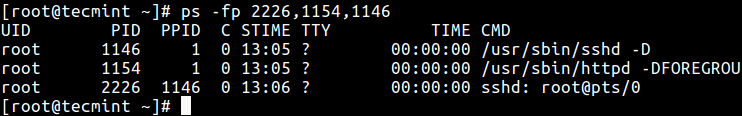 [root@tecmint ~]# ps -fp 2226,1154,1146
UID        PID  PPID  C STIME TTY          TIME CMD
root      1146     1  0 13:05 ?        00:00:00 /usr/sbin/sshd -D
root      1154     1  0 13:05 ?        00:00:00 /usr/sbin/httpd -DFOREGROU
root      2226  1146  0 13:06 ?        00:00:00 sshd: root@pts/0
[root@tecmint ~]#